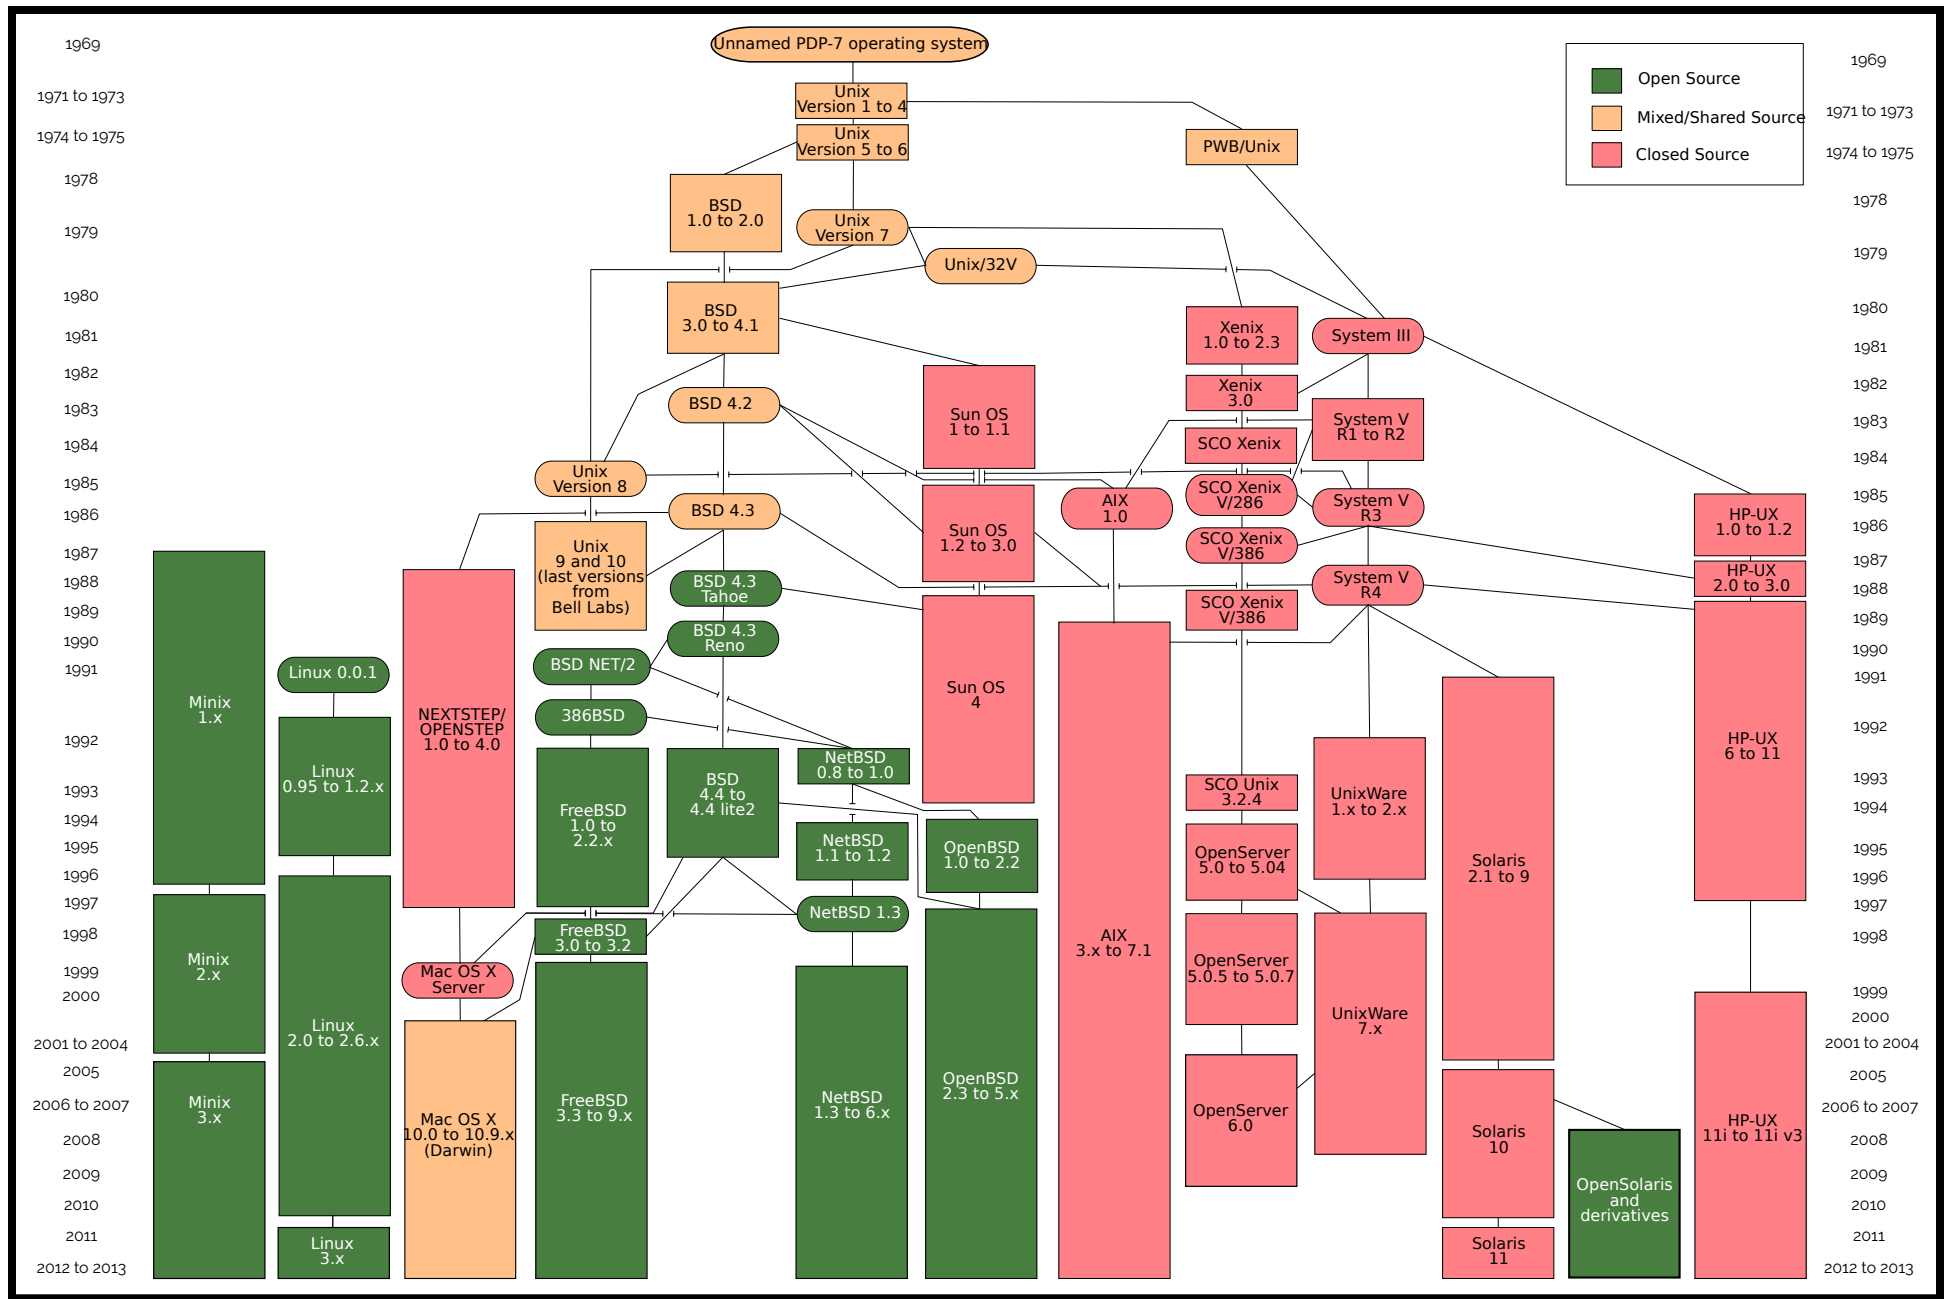 1969
1971 to 1973
1974 to 1975
1978
1979
1980
1981
1982
1983
1984
1985
1986
1987
1988
1989
1990
1991
1992
1993
1994
1995
1996
1997
1998
1999
2000
2001 to 2004
2005
2006 to 2007
2008
2009
2010
2011
2012 to 2013
Unnamed PDP-7 operating system
Unix
Version 1 to 4
Unix
Version 5 to 6
PWB/Unix
BSD
1.0 to 2.0
Unix
Version 7
Unix/32V
BSD
3.0 to 4.1
Xenix
1.0 to 2.3
System III
Xenix
3.0
BSD 4.2
Sun OS
1 to 1.1
System V
R1 to R2
SCO Xenix
Unix
Version 8
SCO Xenix
V/286
AIX
1.0
System V
R3
BSD 4.3
Sun OS
1.2 to 3.0
HP-UX
1.0 to 1.2
SCO Xenix
V/386
Unix
9 and 10
(last versions
from
Bell Labs)
HP-UX
2.0 to 3.0
BSD 4.3
Tahoe
System V
R4
SCO Xenix
V/386
BSD 4.3
Reno
BSD NET/2
Linux 0.0.1
Minix
1.x
Sun OS
4
386BSD
NEXTSTEP/
OPENSTEP
1.0 to 4.0
HP-UX
6 to 11
Linux
0.95 to 1.2.x
NetBSD
0.8 to 1.0
BSD
4.4 to
4.4 lite2
SCO Unix
3.2.4
UnixWare
1.x to 2.x
FreeBSD
1.0 to
2.2.x
NetBSD
1.1 to 1.2
OpenBSD
1.0 to 2.2
OpenServer
5.0 to 5.04
Solaris
2.1 to 9
NetBSD 1.3
FreeBSD
3.0 to 3.2
AIX
3.x to 7.1
Minix
2.x
Mac OS X
Server
OpenServer
5.0.5 to 5.0.7
UnixWare
7.x
Linux
2.0 to 2.6.x
OpenBSD
2.3 to 5.x
Minix
3.x
FreeBSD
3.3 to 9.x
NetBSD
1.3 to 6.x
OpenServer
6.0
Mac OS X
10.0 to 10.9.x
(Darwin)
Solaris
10
HP-UX
11i to 11i v3
OpenSolaris
and
derivatives
Linux
3.x
Solaris
11
Open Source
Mixed/Shared Source
Closed Source
1969
1971 to 1973
1974 to 1975
1978
1979
1980
1981
1982
1983
1984
1985
1986
1987
1988
1989
1990
1991
1992
1993
1994
1995
1996
1997
1998
1999
2000
2001 to 2004
2005
2006 to 2007
2008
2009
2010
2011
2012 to 2013